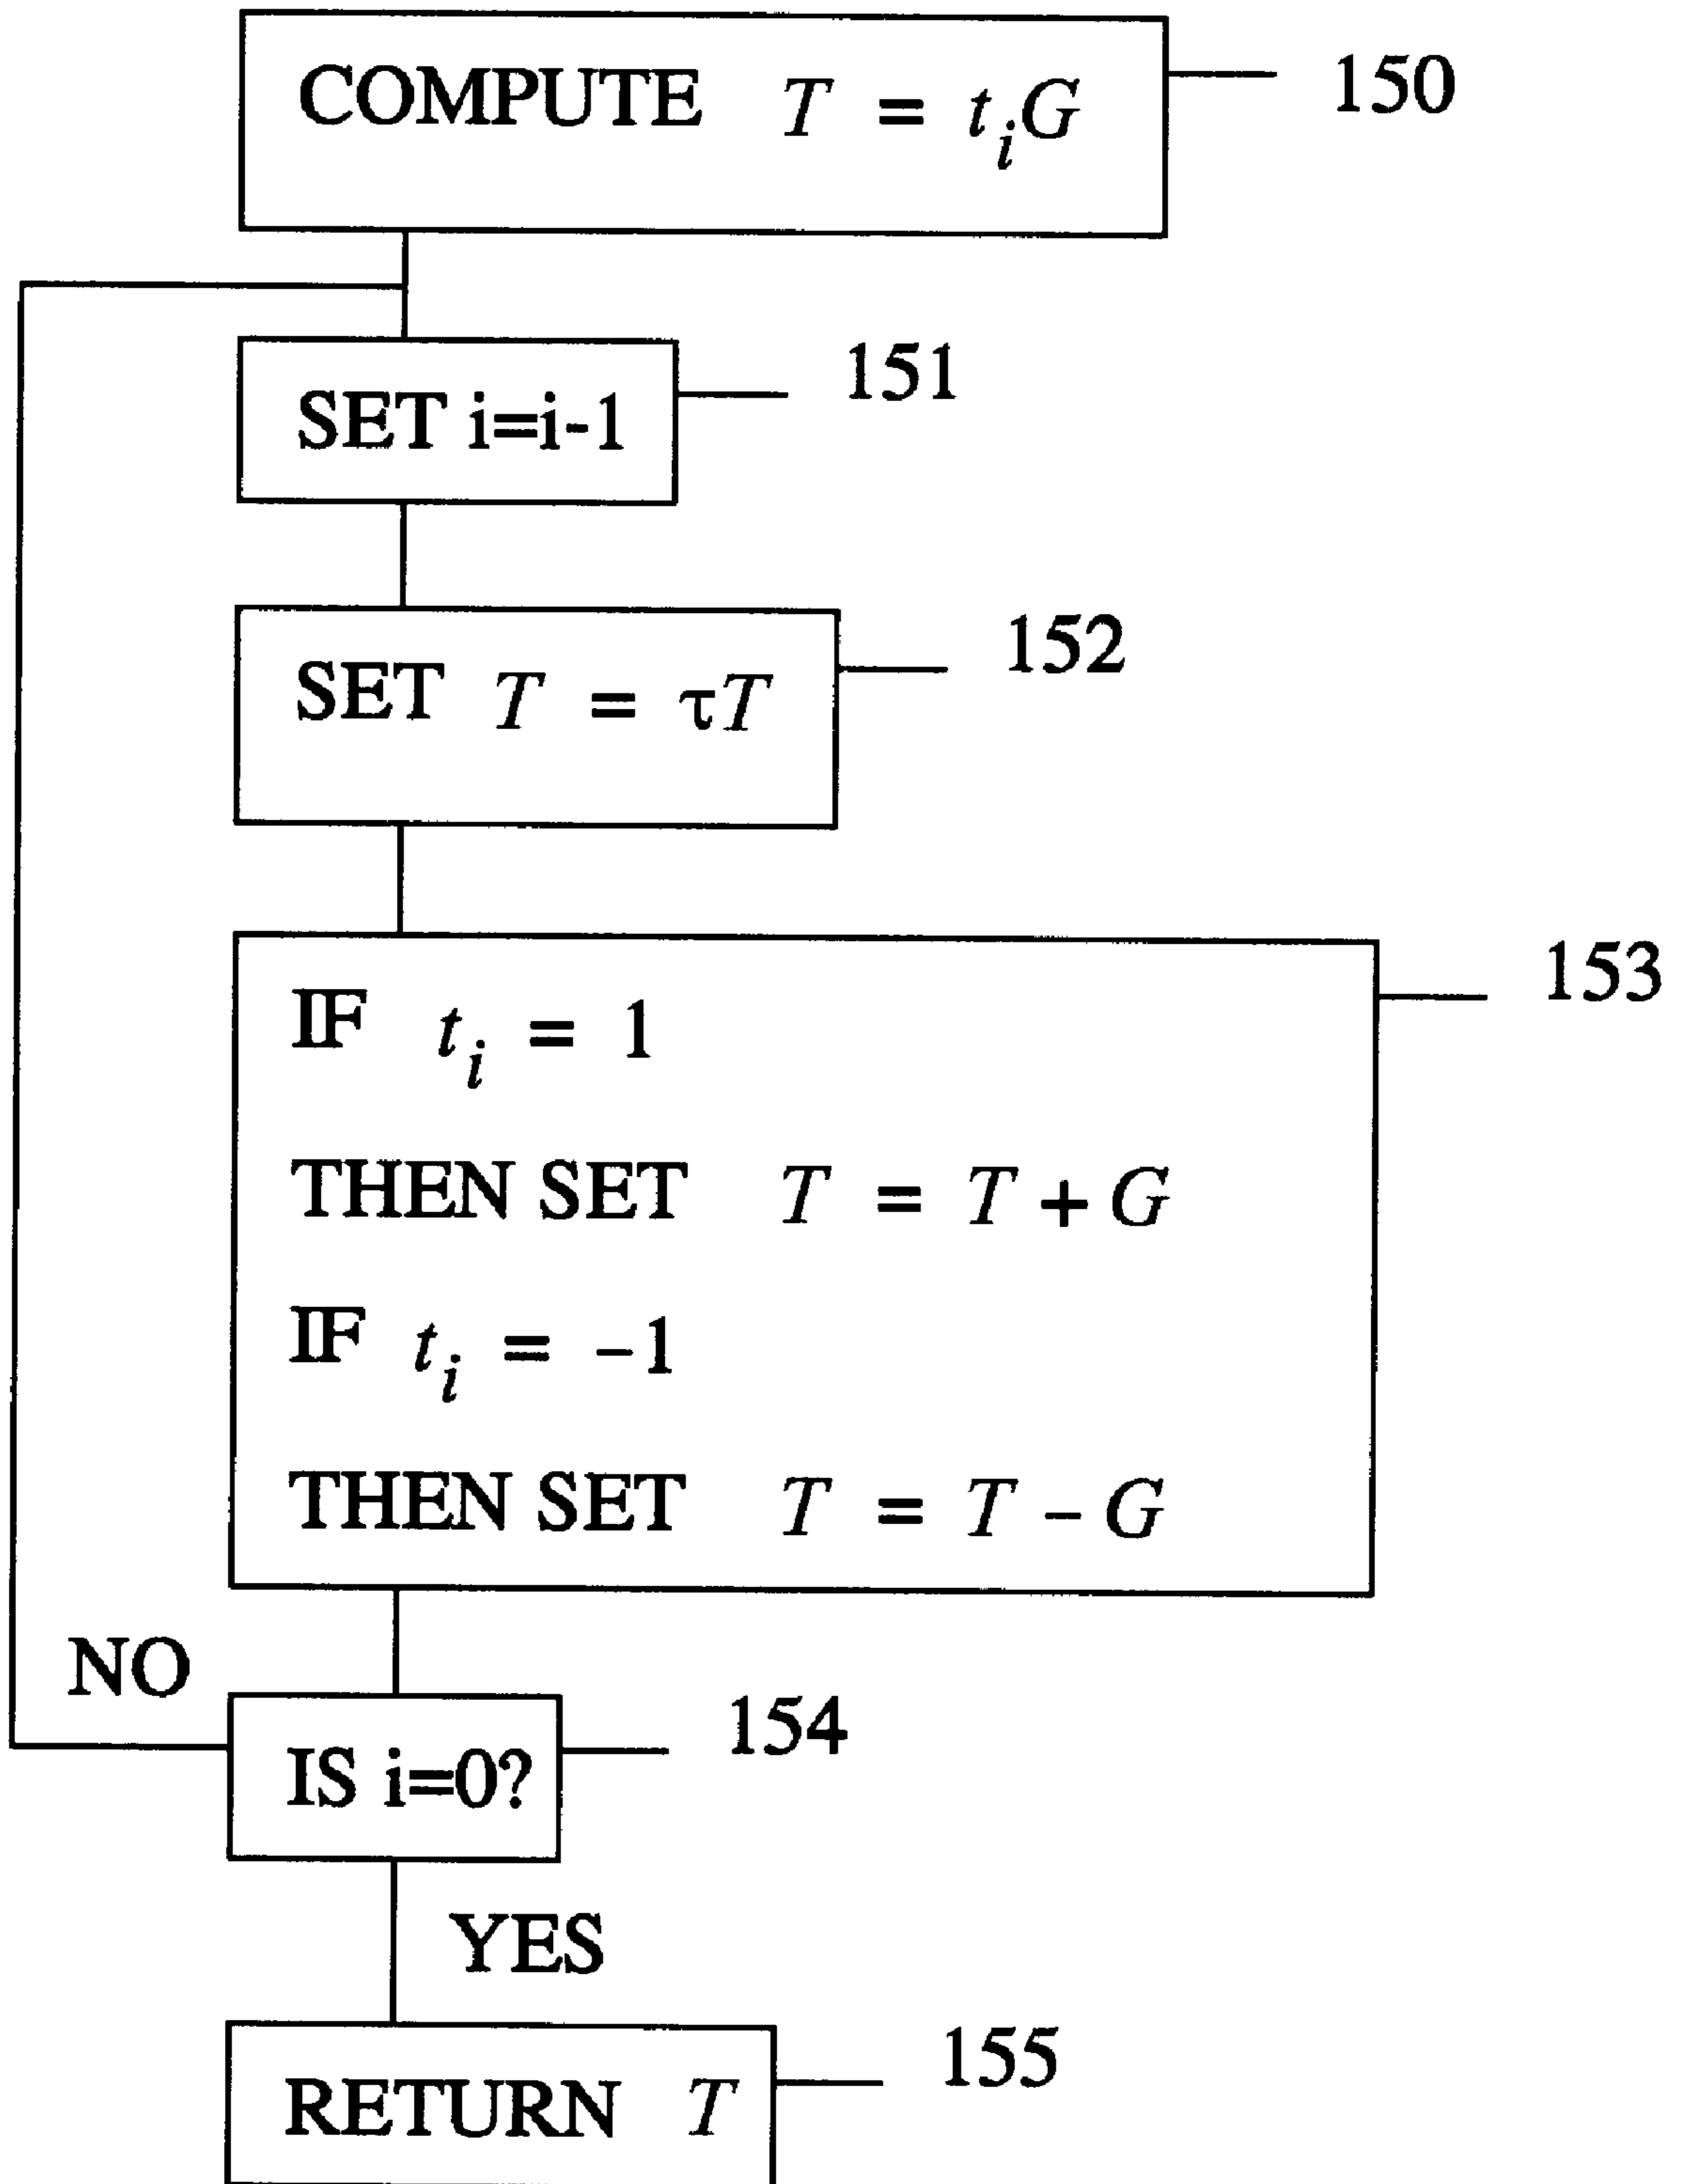 COMPUTE T = t_i G 150
SET i=i-1 151
SET T = τT 152
153
IF t_i = 1
THEN SET T = T + G
IF t_i = −1
THEN SET T = T − G
NO
IS i=0? 154
YES
RETURN T 155